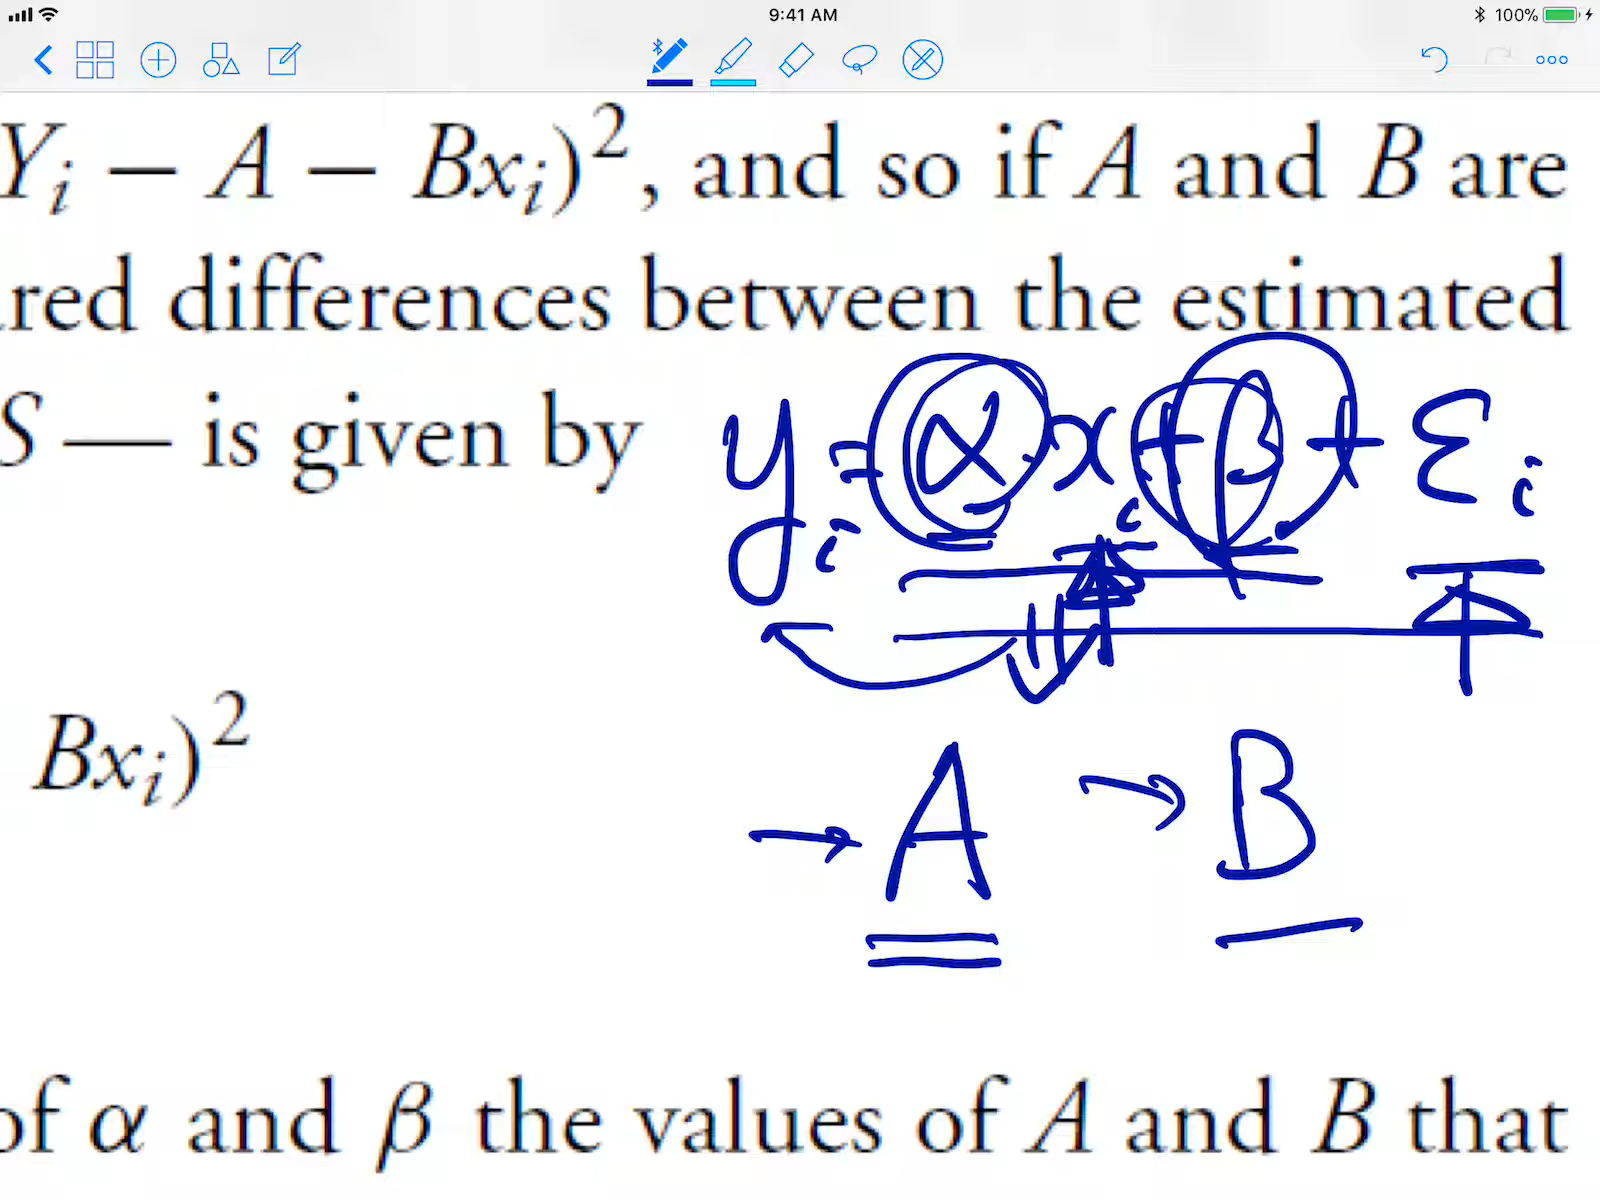 9:41 AM
100%
Yᵢ — A — Bxᵢ)², and so if A and B are
red differences between the estimated
S — is given by
yᵢ = αxᵢ + β + εᵢ
Bxᵢ)²
→ A → B
of α and β the values of A and B that